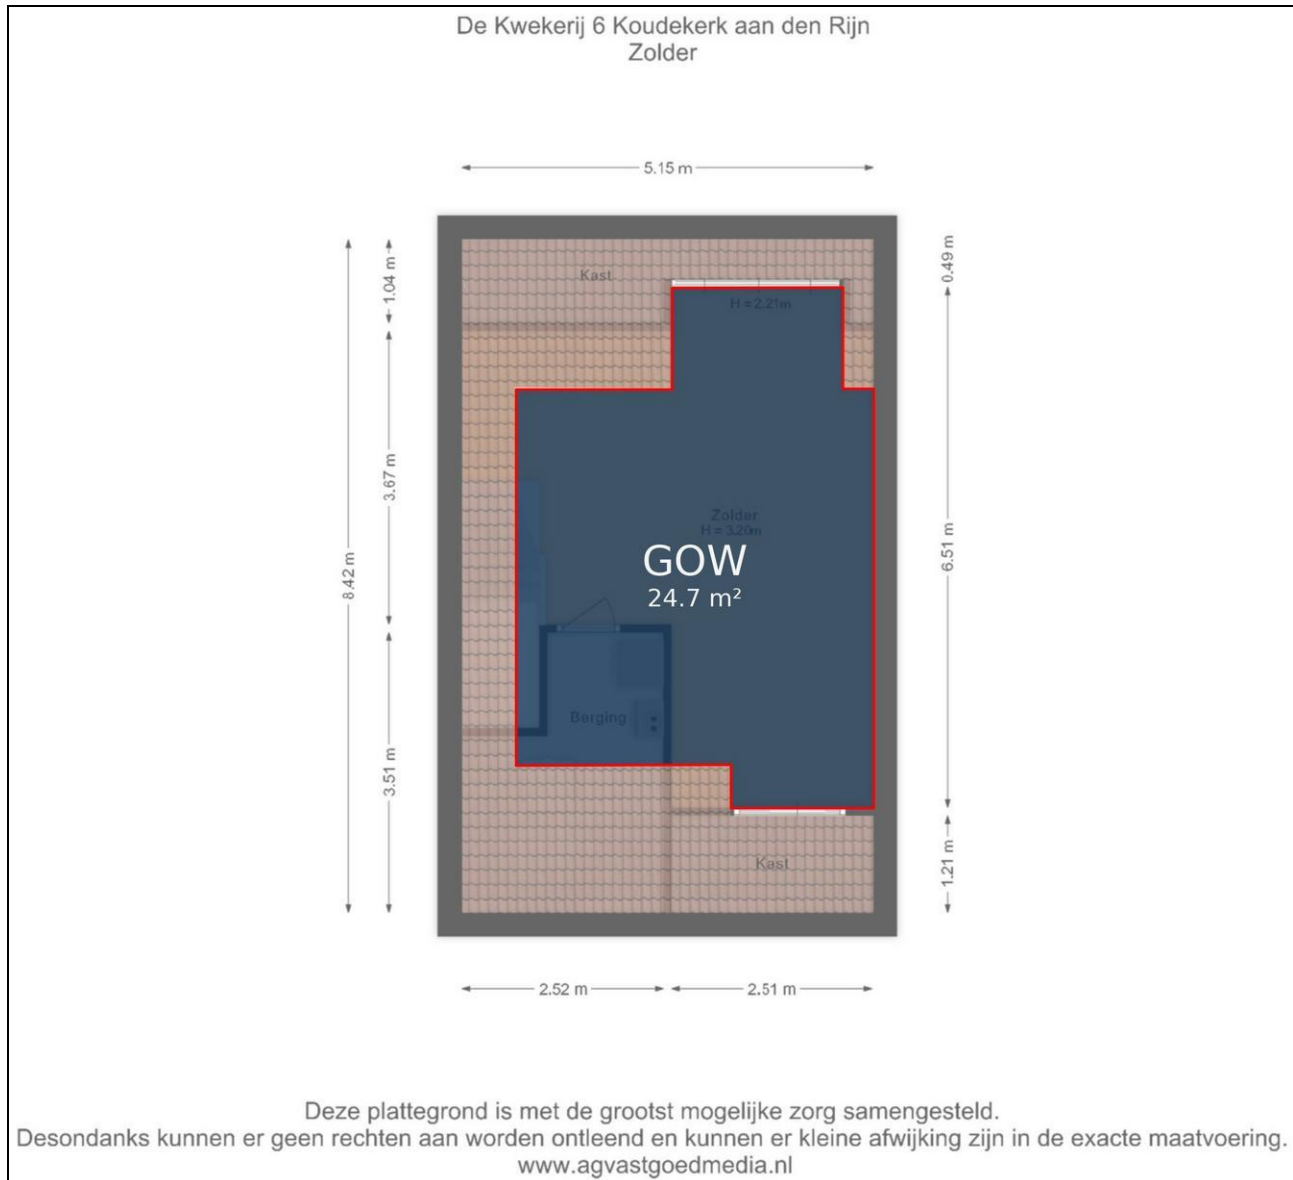 De Kwekerij 6 Koudekerk aan den Rijn
Zolder
5.15 m
8.42 m
1.04 m
3.67 m
3.51 m
0.49 m
6.51 m
1.21 m
Kast
H = 2.21m
Zolder
H = 3.20m
GOW
24.7 m²
Berging
Kast
2.52 m
2.51 m
Deze plattegrond is met de grootst mogelijke zorg samengesteld.
Desondanks kunnen er geen rechten aan worden ontleend en kunnen er kleine afwijking zijn in de exacte maatvoering.
www.agvastgoedmedia.nl